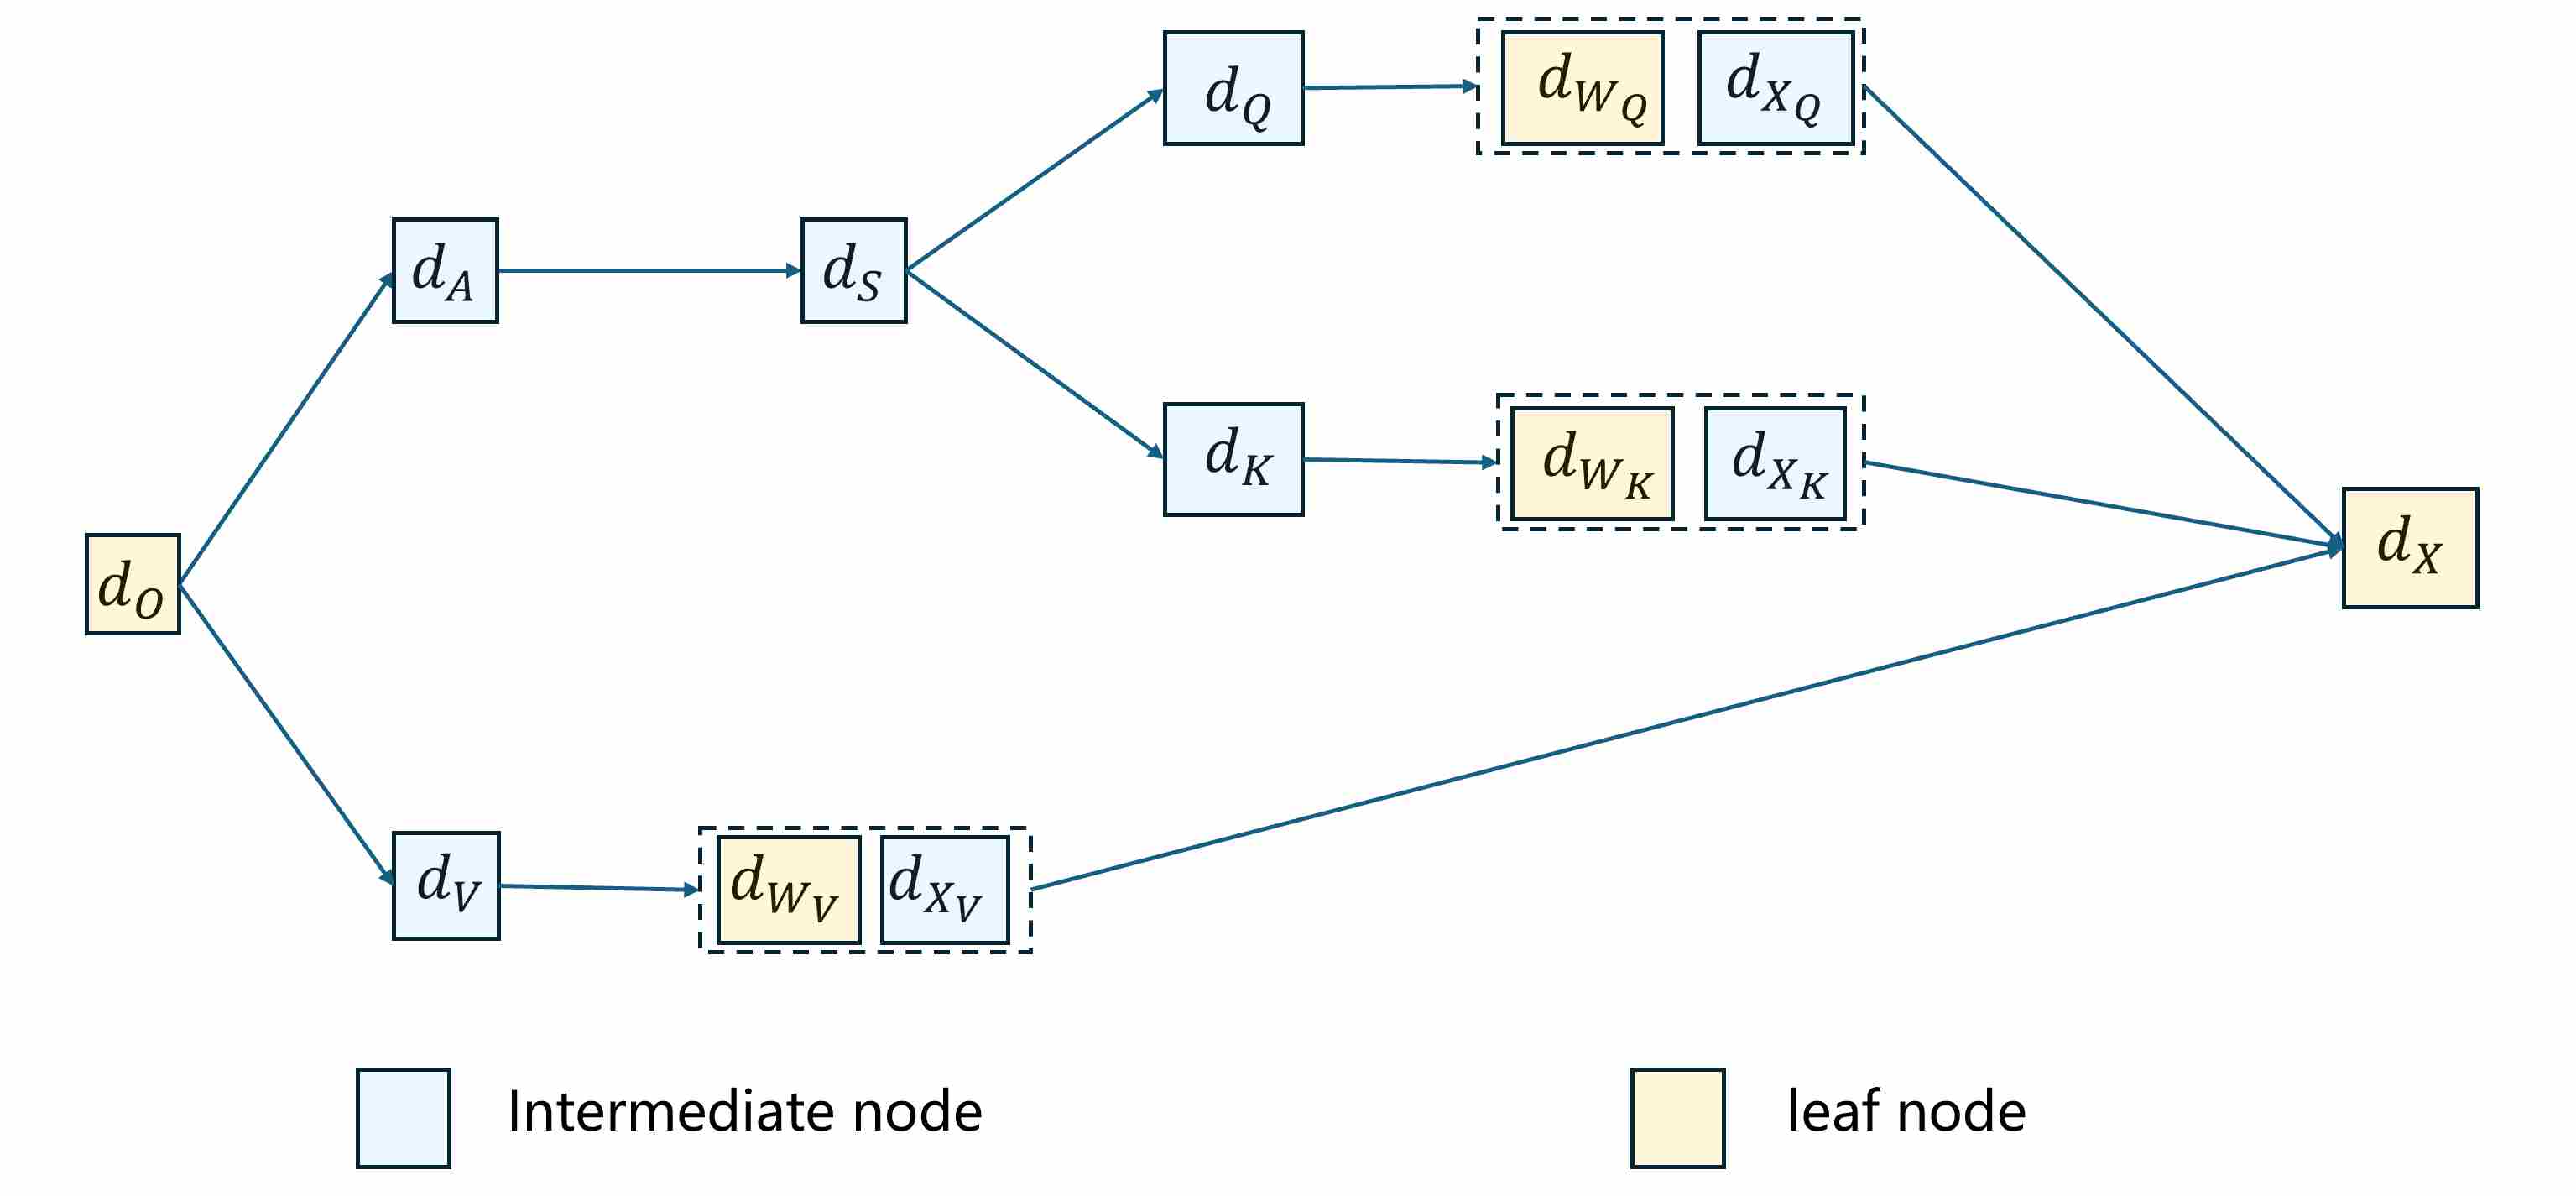 d_Q
d_{W_Q}
d_{X_Q}
d_A
d_S
d_K
d_{W_K}
d_{X_K}
d_O
d_X
d_V
d_{W_V}
d_{X_V}
Intermediate node
leaf node